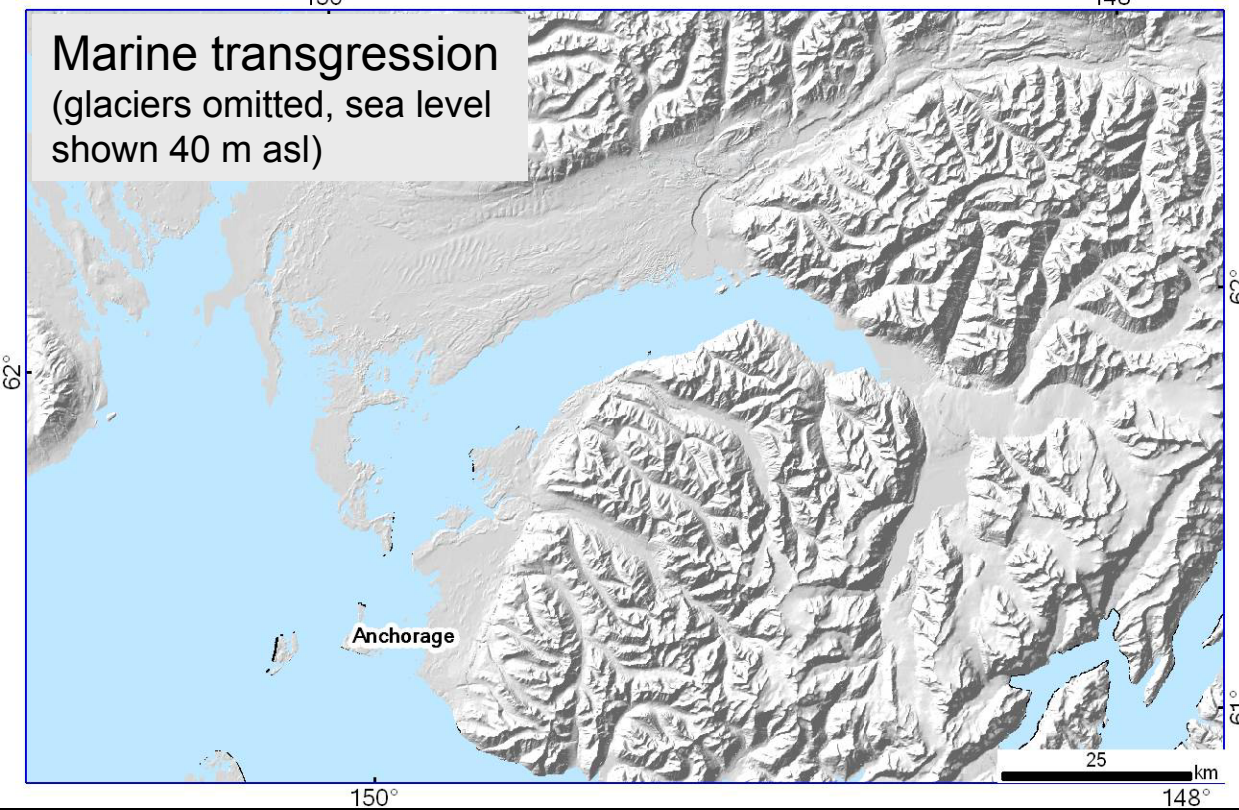 Marine transgression
(glaciers omitted, sea level
shown 40 m asl)
62°
Anchorage
25
km
150°
148°